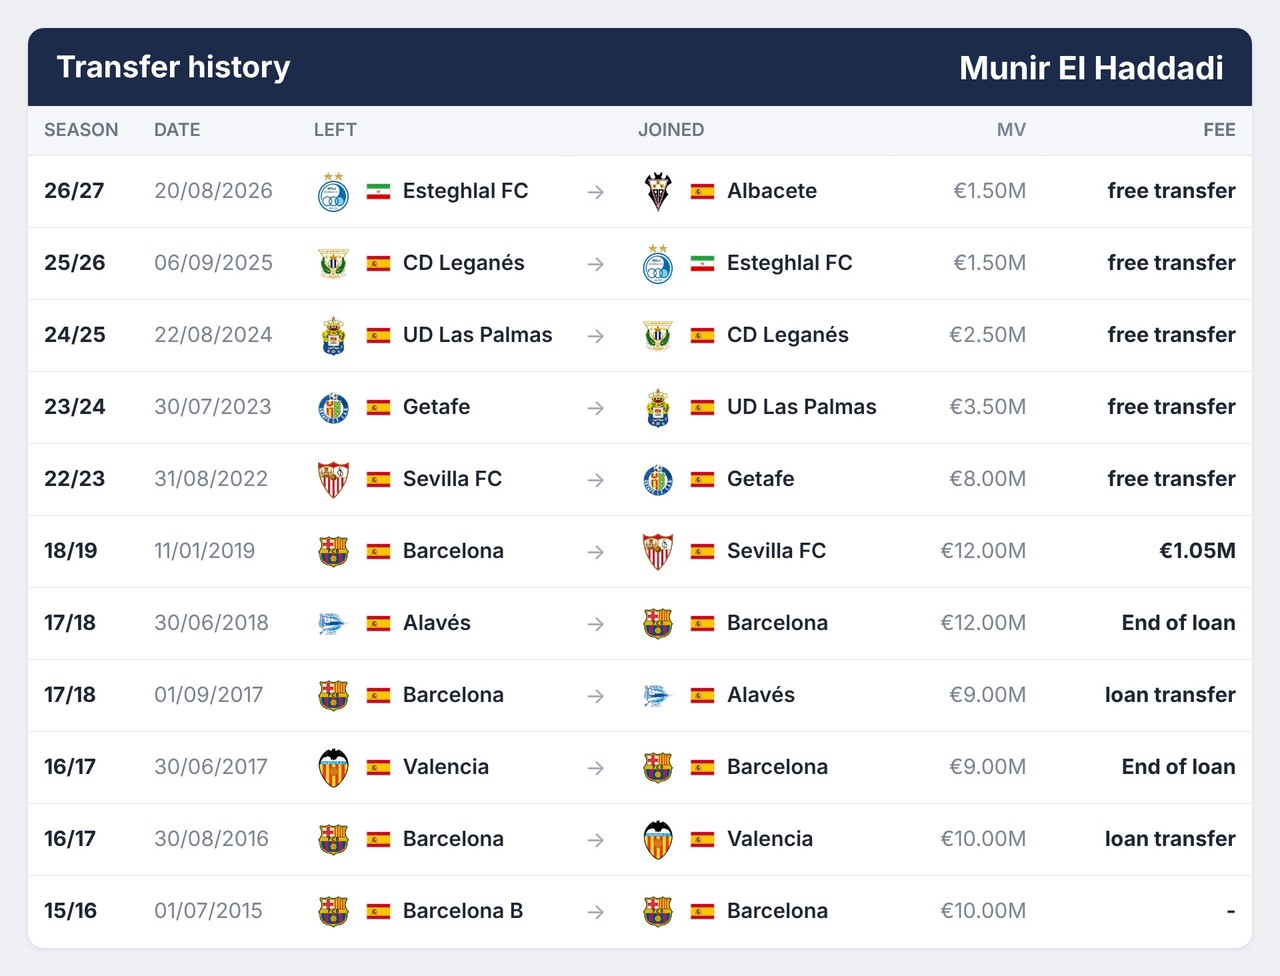 Transfer history Munir El Haddadi
SEASON DATE LEFT JOINED MV FEE
26/27 20/08/2026 Esteghlal FC → Albacete €1.50M free transfer
25/26 06/09/2025 CD Leganés → Esteghlal FC €1.50M free transfer
24/25 22/08/2024 UD Las Palmas → CD Leganés €2.50M free transfer
23/24 30/07/2023 Getafe → UD Las Palmas €3.50M free transfer
22/23 31/08/2022 Sevilla FC → Getafe €8.00M free transfer
18/19 11/01/2019 Barcelona → Sevilla FC €12.00M €1.05M
17/18 30/06/2018 Alavés → Barcelona €12.00M End of loan
17/18 01/09/2017 Barcelona → Alavés €9.00M loan transfer
16/17 30/06/2017 Valencia → Barcelona €9.00M End of loan
16/17 30/08/2016 Barcelona → Valencia €10.00M loan transfer
15/16 01/07/2015 Barcelona B → Barcelona €10.00M -